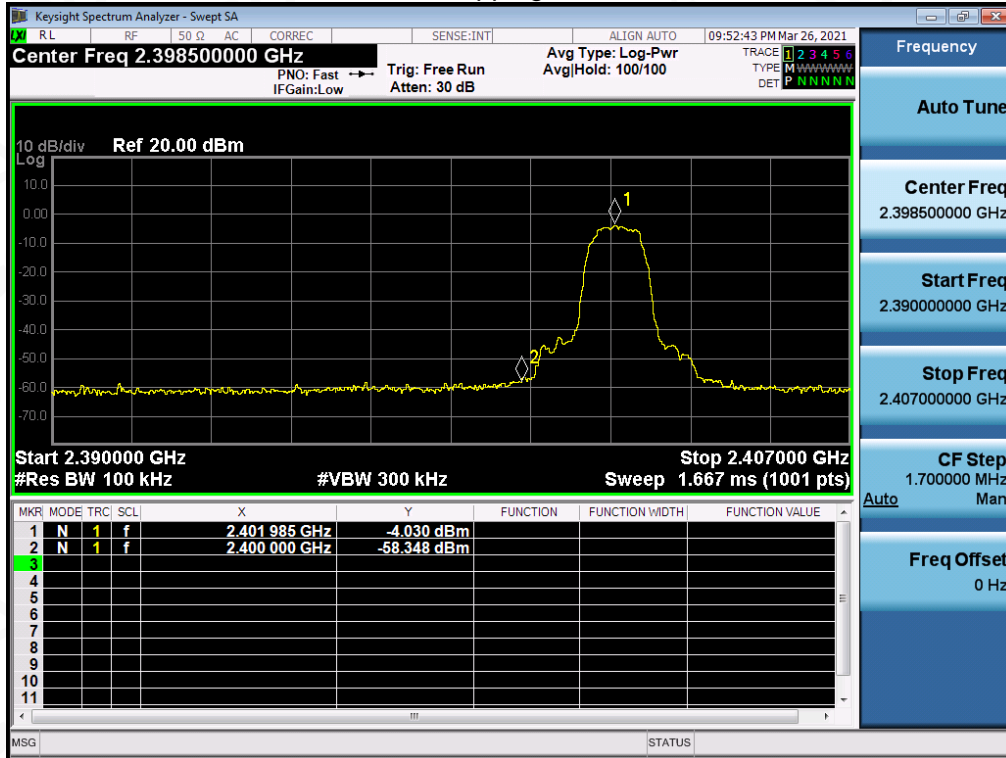 Keysight Spectrum Analyzer - Swept SA
LXI RL RF 50 Ω AC CORREC SENSE:INT ALIGN AUTO 09:52:43 PM Mar 26, 2021
Center Freq 2.398500000 GHz
PNO: Fast
IFGain:Low
Trig: Free Run
Atten: 30 dB
Avg Type: Log-Pwr
Avg|Hold: 100/100
TRACE 1 2 3 4 5 6
TYPE M WWWWW
DET P N N N N N
10 dB/div Ref 20.00 dBm
Log
10.0
0.00
-10.0
-20.0
-30.0
-40.0
-50.0
-60.0
-70.0
1
2
Start 2.390000 GHz Stop 2.407000 GHz
#Res BW 100 kHz #VBW 300 kHz Sweep 1.667 ms (1001 pts)
MKR MODE TRC SCL X Y FUNCTION FUNCTION WIDTH FUNCTION VALUE
1 N 1 f 2.401 985 GHz -4.030 dBm
2 N 1 f 2.400 000 GHz -58.348 dBm
3
4
5
6
7
8
9
10
11
MSG STATUS
Frequency
Auto Tune
Center Freq
2.398500000 GHz
Start Freq
2.390000000 GHz
Stop Freq
2.407000000 GHz
CF Step
1.700000 MHz
Auto Man
Freq Offset
0 Hz